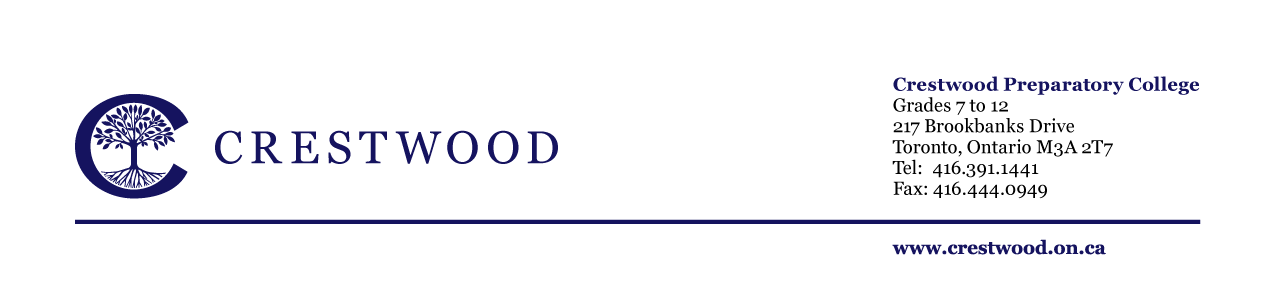 CRESTWOOD
Crestwood Preparatory College
Grades 7 to 12
217 Brookbanks Drive
Toronto, Ontario M3A 2T7
Tel:  416.391.1441
Fax: 416.444.0949
www.crestwood.on.ca